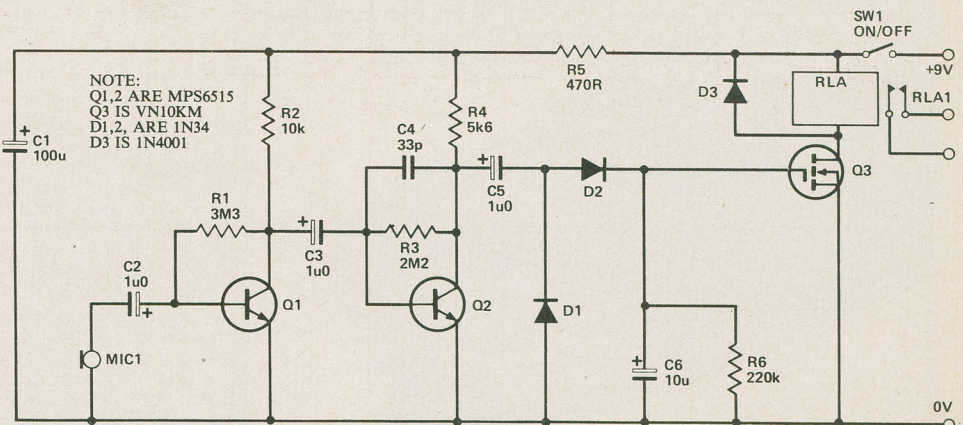 SW1
ON/OFF
+9V
RLA
RLA1
R5
470R
D3
NOTE:
Q1,2 ARE MPS6515
Q3 IS VN10KM
D1,2, ARE 1N34
D3 IS 1N4001
R2
10k
R4
5k6
C4
33p
+
C1
100u
+
C5
1u0
D2
Q3
R1
3M3
+
C3
1u0
R3
2M2
C2
1u0
+
Q1
Q2
D1
MIC1
+
C6
10u
R6
220k
0V